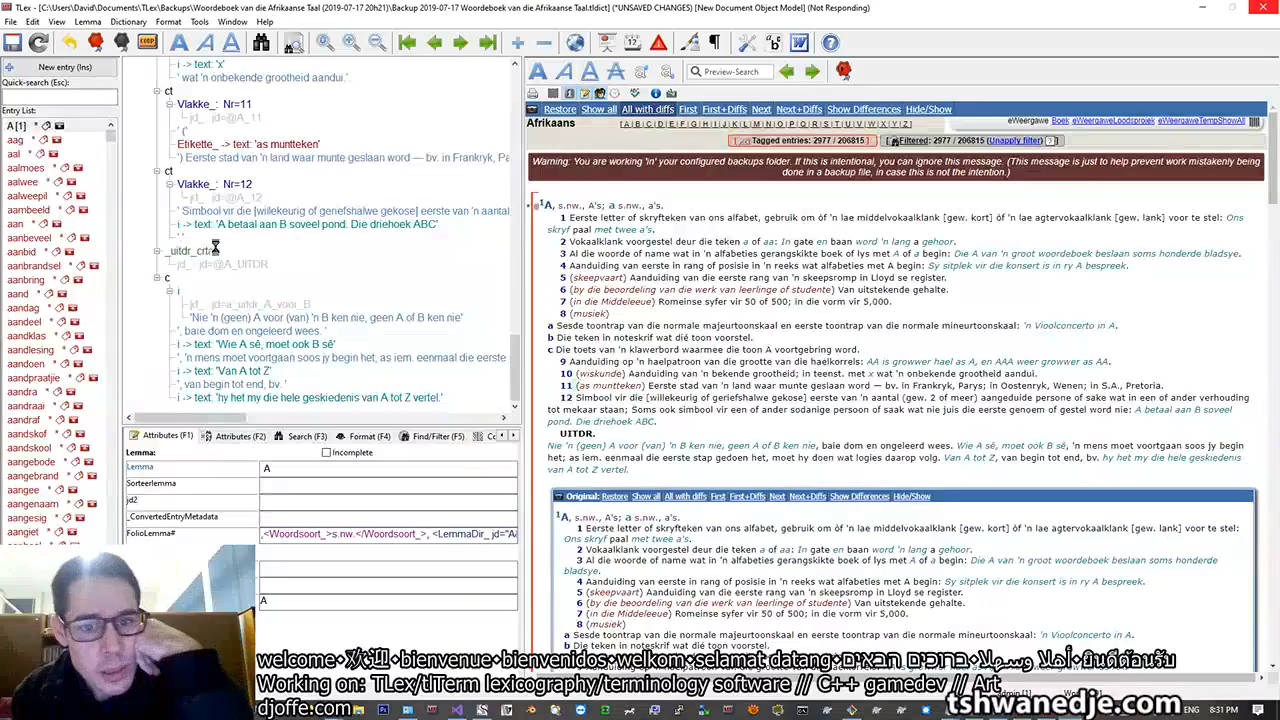 TLex - [C:\Users\David\Documents\TLex\Backups\Woordeboek van die Afrikaanse Taal (2019-07-17 20h21)\Backup 2019-07-17 Woordeboek van die Afrikaanse Taal.tldict] (*UNSAVED CHANGES) [New Document Object Model] (Not Responding)
File Edit View Lemma Dictionary Format Tools Window Help
New entry (Ins)
Quick-search (Esc):
Entry List:
A [1] *
aag
aal
aalmoes
aalwee
aalweepil
aambeeld
aan
aanbeveel
aanbid
aanbrandsel
aanbring
aand
aandag
aandeel
aandklas
aandlesing
aandoen
aandpraatjie
aandra
aandraai
aandraf
aandskof
aandskool
aangebode
aangebrand
aangee
aangenaam
aangesig
aangiet
i -> text: 'x'
' wat 'n onbekende grootheid aandui.'
ct
Vlakke_: Nr=11
jd_ jd=@A_11
' ('
Etikette_ -> text: 'as muntteken'
') Eerste stad van 'n land waar munte geslaan word — bv. in Frankryk, Pa
ct
Vlakke_: Nr=12
jd_ jd=@A_12
' Simbool vir die [willekeurig of geriefshalwe gekose] eerste van 'n aantal
i -> text: 'A betaal aan B soveel pond. Die driehoek ABC'
'. '
_uitdr_crta
jd_ jd=@A_UITDR
c
i
jd_ jd=a_uitdr_A_voor_B
'Nie 'n (geen) A voor (van) 'n B ken nie, geen A of B ken nie'
', baie dom en ongeleerd wees. '
i -> text: 'Wie A sê, moet ook B sê'
', 'n mens moet voortgaan soos jy begin het, as iem. eenmaal die eerste
i -> text: 'Van A tot Z'
', van begin tot end, bv. '
i -> text: 'hy het my die hele geskiedenis van A tot Z vertel.'
Attributes (F1) Attributes (F2) Search (F3) Format (F4) Find/Filter (F5)
Lemma: Incomplete
Lemma A
Sorteerlemma
jd2
_ConvertedEntryMetadata
FolioLemma# ,<Woordsoort_>s.nw.</Woordsoort_>, <LemmaDir_ jd="A
A
Preview-Search
Restore Show all All with diffs First First+Diffs Next Next+Diffs Show Differences Hide/Show
Afrikaans
[A|B|C|D|E|F|G|H|I|J|K|L|M|N|O|P|Q|R|S|T|U|V|W|X|Y|Z]
eWeergawe Boek eWeergaweLoodsprojek eWeergaweTempShowAll
Tagged entries: 2977 / 206815 Filtered: 2977 / 206815 (Unapply filter) [?]
Warning: You are working 'in' your configured backups folder. If this is intentional, you can ignore this message. (This message is just to help prevent work mistakenly being
done in a backup file, in case this is not the intention.)
1A, s.nw., A's; a s.nw., a's.
1 Eerste letter of skryfteken van ons alfabet, gebruik om óf 'n lae middelvokaalklank [gew. kort] óf 'n lae agtervokaalklank [gew. lank] voor te stel: Ons
skryf paal met twee a's.
2 Vokaalklank voorgestel deur die teken a of aa: In gate en baan word 'n lang a gehoor.
3 Al die woorde of name wat in 'n alfabeties gerangskikte boek of lys met A of a begin: Die A van 'n groot woordeboek beslaan soms honderde bladsye.
4 Aanduiding van eerste in rang of posisie in 'n reeks wat alfabeties met A begin: Sy sitplek vir die konsert is in ry A bespreek.
5 (skeepvaart) Aanduiding van die eerste rang van 'n skeepsromp in Lloyd se register.
6 (by die beoordeling van die werk van leerlinge of studente) Van uitstekende gehalte.
7 (in die Middeleeue) Romeinse syfer vir 50 of 500; in die vorm vir 5,000.
8 (musiek)
a Sesde toontrap van die normale majeurtoonskaal en eerste toontrap van die normale mineurtoonskaal: 'n Vioolconcerto in A.
b Die teken in noteskrif wat dié toon voorstel.
c Die toets van 'n klawerbord waarmee die toon A voortgebring word.
9 Aanduiding op 'n haelpatroon van die grootte van die haelkorrels: AA is growwer hael as A, en AAA weer growwer as AA.
10 (wiskunde) Aanduiding van 'n bekende grootheid; in teenst. met x wat 'n onbekende grootheid aandui.
11 (as muntteken) Eerste stad van 'n land waar munte geslaan word — bv. in Frankryk, Parys; in Oostenryk, Wenen; in S.A., Pretoria.
12 Simbool vir die [willekeurig of geriefshalwe gekose] eerste van 'n aantal (gew. 2 of meer) aangeduide persone of sake wat in een of ander verhouding
tot mekaar staan; Soms ook simbool vir een of ander sodanige persoon of saak wat nie juis die eerste genoem of gestel word nie: A betaal aan B soveel
pond. Die driehoek ABC.
UITDR.
Nie 'n (geen) A voor (van) 'n B ken nie, geen A of B ken nie, baie dom en ongeleerd wees. Wie A sê, moet ook B sê, 'n mens moet voortgaan soos jy begin
het; as iem. eenmaal die eerste stap gedoen het, moet hy doen wat logies daarop volg. Van A tot Z, van begin tot end, bv. hy het my die hele geskiedenis
van A tot Z vertel.
Original: Restore Show all All with diffs First First+Diffs Next Next+Diffs Show Differences Hide/Show
1A, s.nw., A's; a s.nw., a's.
1 Eerste letter of skryfteken van ons alfabet, gebruik om óf 'n lae middelvokaalklank [gew. kort] óf 'n lae agtervokaalklank [gew. lank] voor te stel:
Ons skryf paal met twee a's.
2 Vokaalklank voorgestel deur die teken a of aa: In gate en baan word 'n lang a gehoor.
3 Al die woorde of name wat in 'n alfabeties gerangskikte boek of lys met A of a begin: Die A van 'n groot woordeboek beslaan soms honderde
bladsye.
4 Aanduiding van eerste in rang of posisie in 'n reeks wat alfabeties met A begin: Sy sitplek vir die konsert is in ry A bespreek.
5 (skeepvaart) Aanduiding van die eerste rang van 'n skeepsromp in Lloyd se register.
6 (by die beoordeling van die werk van leerlinge of studente) Van uitstekende gehalte.
7 (in die Middeleeue) Romeinse syfer vir 50 of 500; in die vorm vir 5,000.
8 (musiek)
a Sesde toontrap van die normale majeurtoonskaal en eerste toontrap van die normale mineurtoonskaal: 'n Vioolconcerto in A.
welcome•欢迎•bienvenue•bienvenidos•welkom•selamat datang•ברוכים הבאים•أهلا وسهلا•ยินดีต้อนรับ
Working on: TLex/tlTerm lexicography/terminology software // C++ gamedev // Art
djoffe.com
tshwanedje.com
8:31 PM